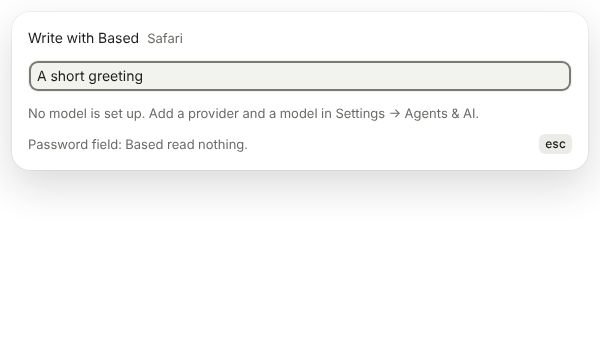 Write with Based Safari
A short greeting
No model is set up. Add a provider and a model in Settings → Agents & AI.
Password field: Based read nothing. esc